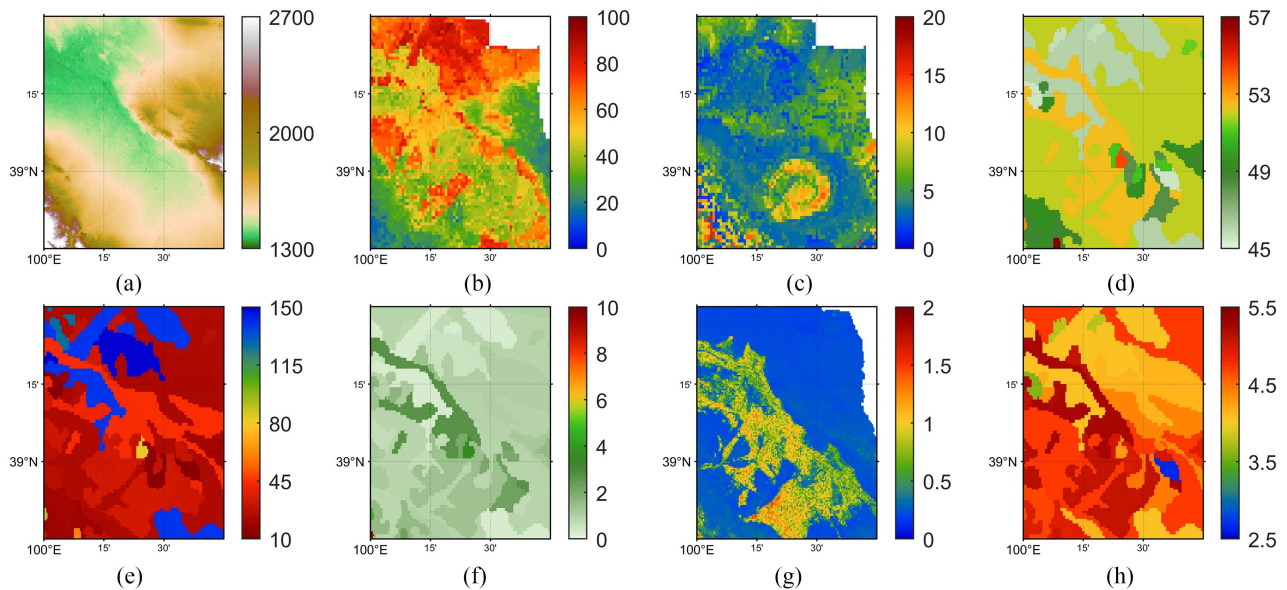 2700
2000
1300
15'
39°N
100°E
15'
30'
(a)
100
80
60
40
20
0
15'
39°N
100°E
15'
30'
(b)
20
15
10
5
0
15'
39°N
100°E
15'
30'
(c)
57
53
49
45
15'
39°N
100°E
15'
30'
(d)
150
115
80
45
10
15'
39°N
100°E
15'
30'
(e)
10
8
6
4
2
0
15'
39°N
100°E
15'
30'
(f)
2
1.5
1
0.5
0
15'
39°N
100°E
15'
30'
(g)
5.5
4.5
3.5
2.5
15'
39°N
100°E
15'
30'
(h)